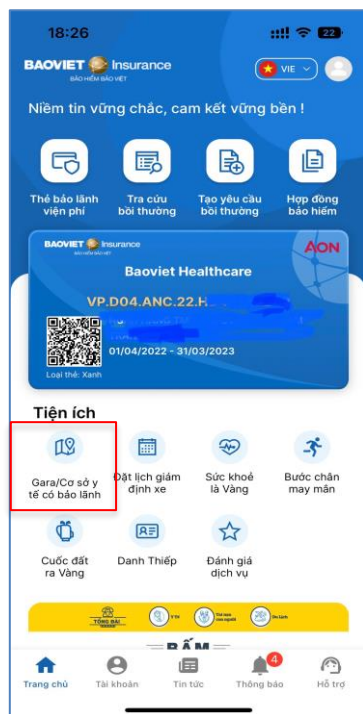 18:26
22
BAOVIET Insurance
BẢO HIỂM BẢO VIỆT
VIE
Niềm tin vững chắc, cam kết vững bền !
Thẻ bảo lãnh viện phí
Tra cứu bồi thường
Tạo yêu cầu bồi thường
Hợp đồng bảo hiểm
BAOVIET Insurance
BẢO HIỂM BẢO VIỆT
AON
Baoviet Healthcare
VP.D04.ANC.22.H
01/04/2022 - 31/03/2023
Loại thẻ: Xanh
Tiện ích
Gara/Cơ sở y tế có bảo lãnh
Đặt lịch giám định xe
Sức khoẻ là Vàng
Bước chân may mắn
Cuốc đất ra Vàng
Danh Thiếp
Đánh giá dịch vụ
TỔNG ĐÀI
Du Lịch
BẤM
4
Trang chủ
Tài khoản
Tin tức
Thông báo
Hỗ trợ